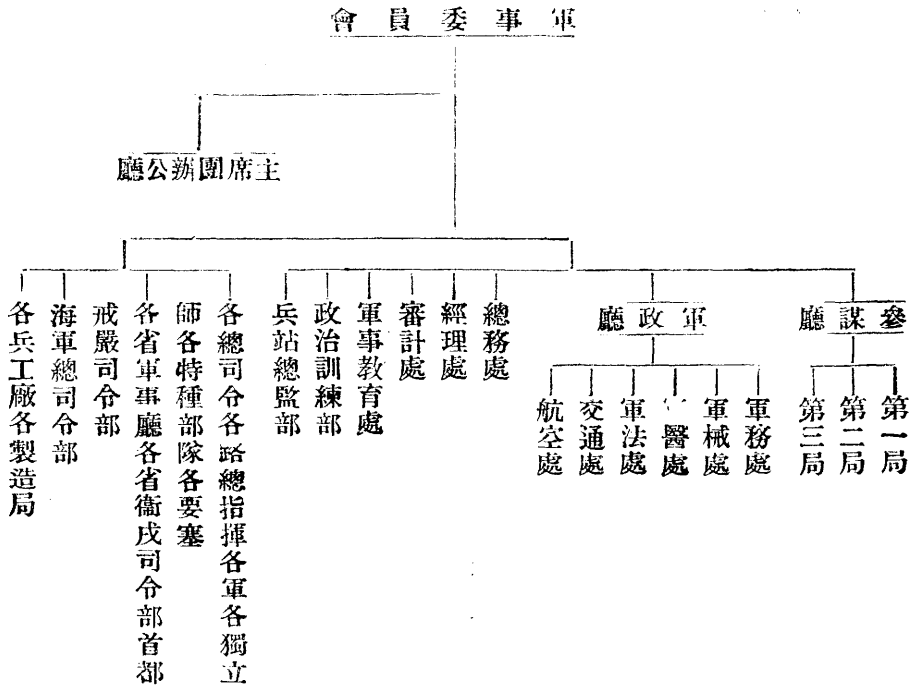 軍事委員會
主席團辦公廳
參謀廳
軍政廳
第一局
第二局
第三局
軍務處
軍械處
醫處
軍法處
交通處
航空處
總務處
經理處
審計處
軍事教育處
政治訓練部
兵站總監部
各總司令各路總指揮各軍各獨立
師各特種部隊各要塞
各省軍事廳各省衞戍司令部首都
戒嚴司令部
海軍總司令部
各兵工廠各製造局